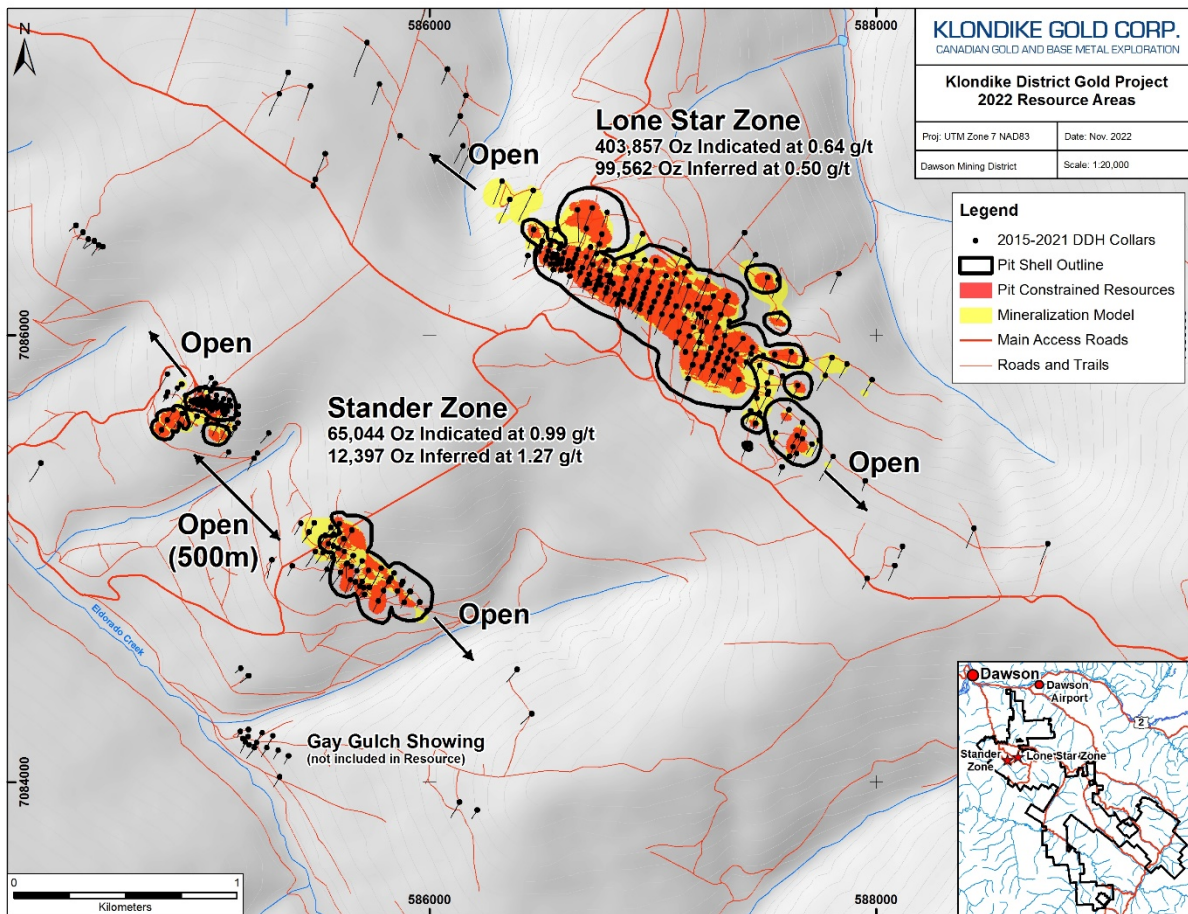 586000
588000
N
KLONDIKE GOLD CORP.
CANADIAN GOLD AND BASE METAL EXPLORATION
Klondike District Gold Project
2022 Resource Areas
Proj: UTM Zone 7 NAD83
Date: Nov. 2022
Dawson Mining District
Scale: 1:20,000
Legend
2015-2021 DDH Collars
Pit Shell Outline
Pit Constrained Resources
Mineralization Model
Main Access Roads
Roads and Trails
Lone Star Zone
403,857 Oz Indicated at 0.64 g/t
99,562 Oz Inferred at 0.50 g/t
Open
7086000
Open
Stander Zone
65,044 Oz Indicated at 0.99 g/t
12,397 Oz Inferred at 1.27 g/t
Open
Open
(500m)
Open
Eldorado Creek
Gay Gulch Showing
(not included in Resource)
7084000
Dawson
Dawson
Airport
2
Stander
Zone
Lone Star Zone
0
1
Kilometers
586000
588000